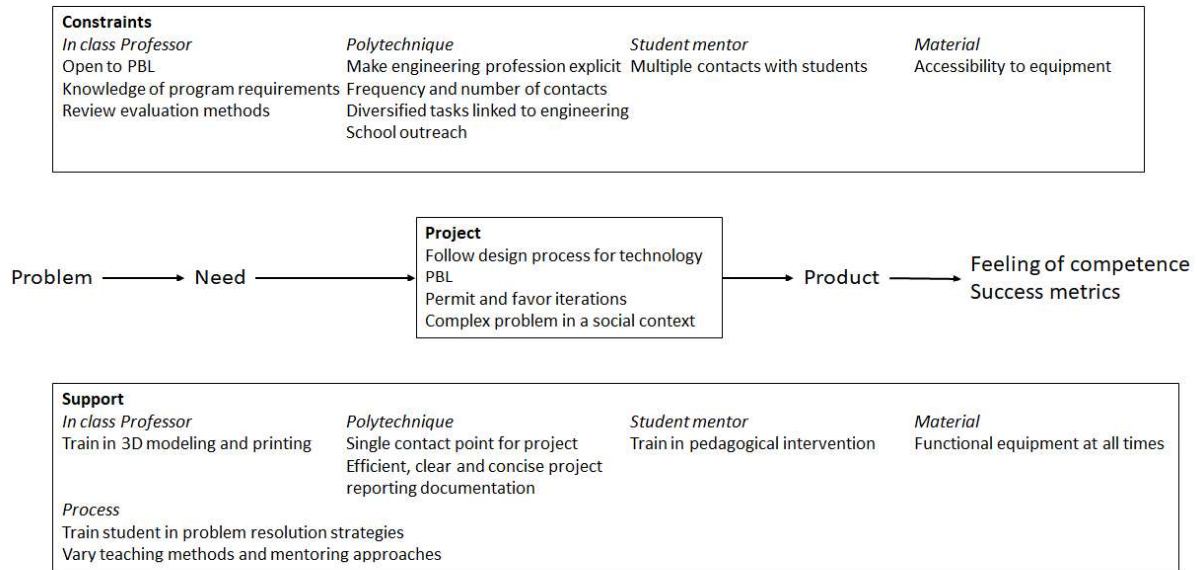 Constraints
In class Professor
Open to PBL
Knowledge of program requirements
Review evaluation methods
Polytechnique
Make engineering profession explicit
Frequency and number of contacts
Diversified tasks linked to engineering
School outreach
Student mentor
Multiple contacts with students
Material
Accessibility to equipment
Problem
Need
Project
Follow design process for technology
PBL
Permit and favor iterations
Complex problem in a social context
Product
Feeling of competence
Success metrics
Support
In class Professor
Train in 3D modeling and printing
Polytechnique
Single contact point for project
Efficient, clear and concise project
reporting documentation
Student mentor
Train in pedagogical intervention
Material
Functional equipment at all times
Process
Train student in problem resolution strategies
Vary teaching methods and mentoring approaches